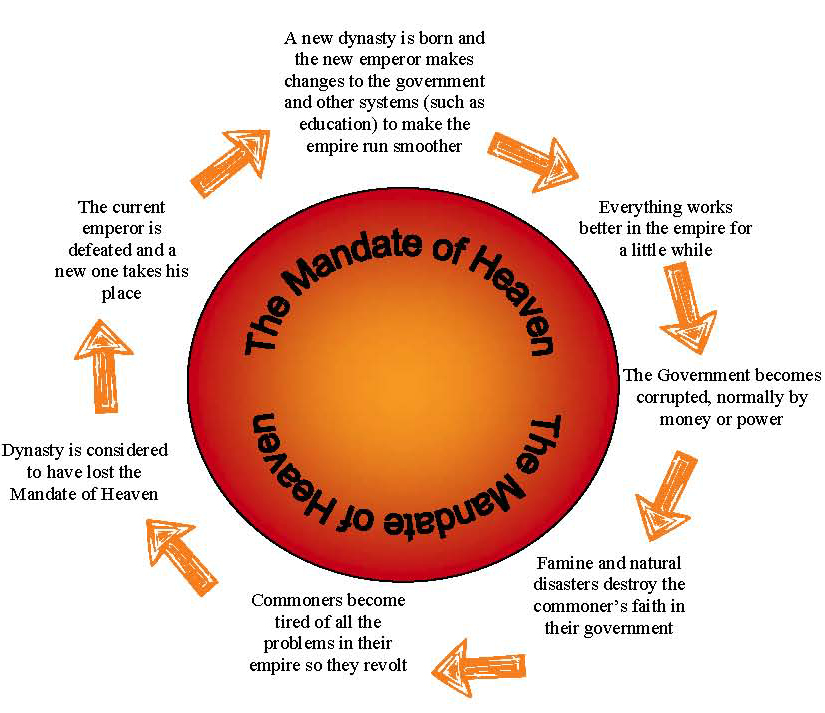 A new dynasty is born and
the new emperor makes
changes to the government
and other systems (such as
education) to make the
empire run smoother
Everything works
better in the empire for
a little while
The Government becomes
corrupted, normally by
money or power
Famine and natural
disasters destroy the
commoner's faith in
their government
Commoners become
tired of all the
problems in their
empire so they revolt
Dynasty is considered
to have lost the
Mandate of Heaven
The current
emperor is
defeated and a
new one takes his
place
The Mandate of Heaven
The Mandate of Heaven